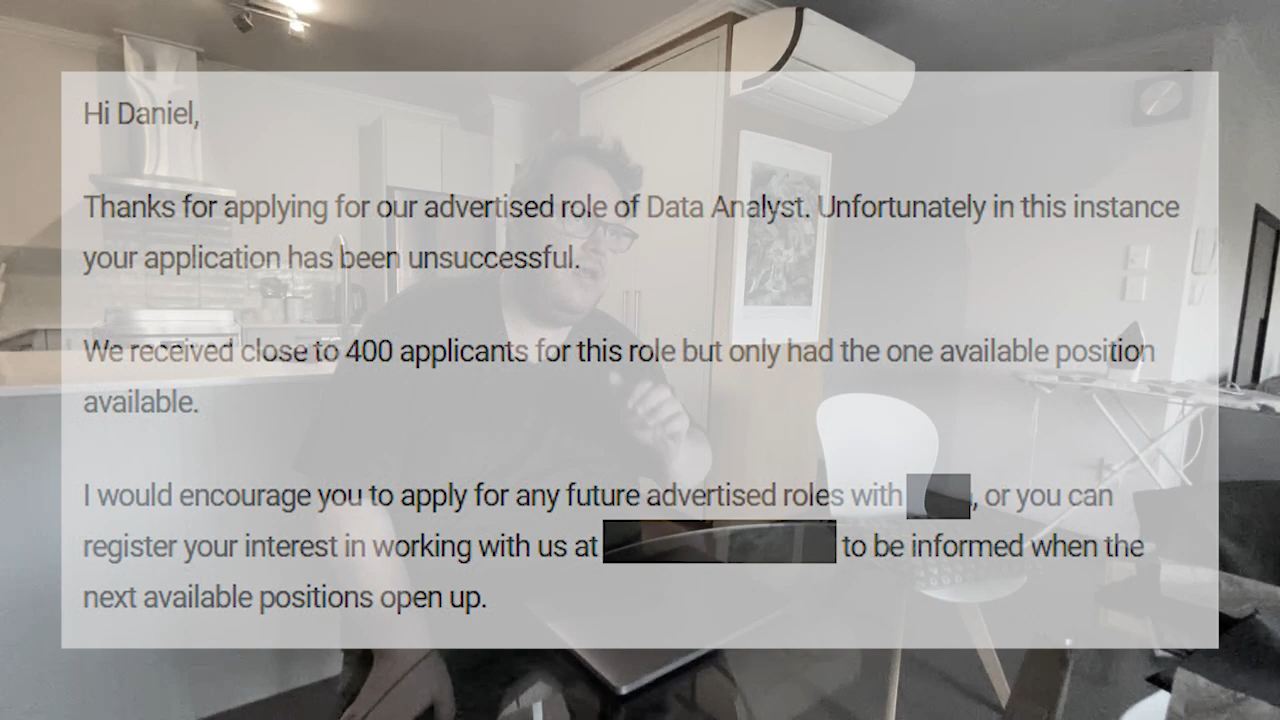 Hi Daniel,
Thanks for applying for our advertised role of Data Analyst. Unfortunately in this instance
your application has been unsuccessful.
We received close to 400 applicants for this role but only had the one available position
available.
I would encourage you to apply for any future advertised roles with , or you can
register your interest in working with us at to be informed when the
next available positions open up.